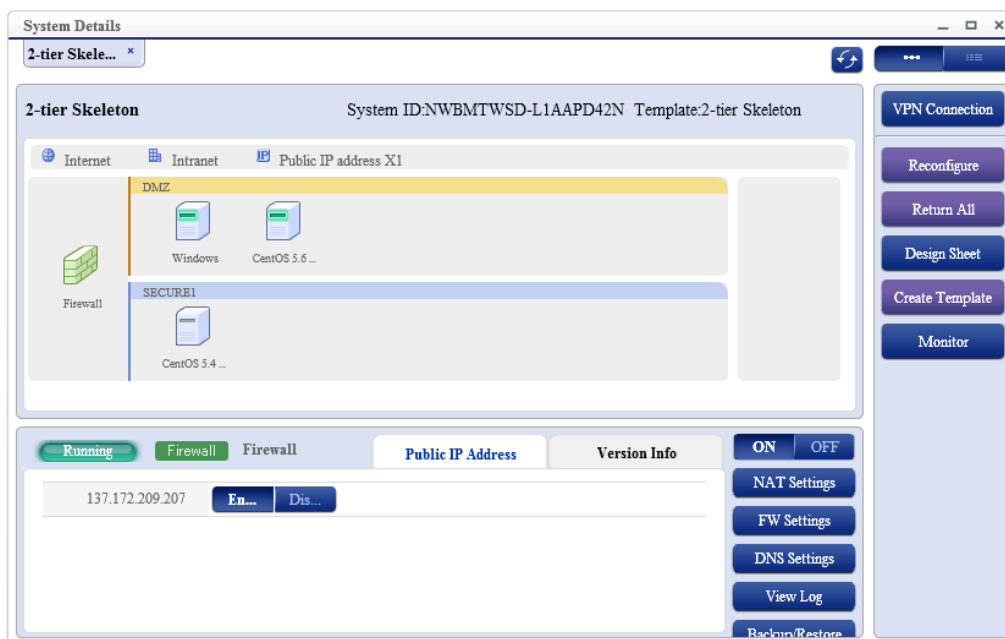 System Details
2-tier Skele... ×
2-tier Skeleton
System ID:NWBMTWSD-L1AAPD42N Template:2-tier Skeleton
Internet
Intranet
IP Public IP address X1
DMZ
Windows
CentOS 5.6 ...
Firewall
SECURE1
CentOS 5.4 ...
VPN Connection
Reconfigure
Return All
Design Sheet
Create Template
Monitor
Running
Firewall
Firewall
Public IP Address
Version Info
137.172.209.207
En...
Dis...
ON
OFF
NAT Settings
FW Settings
DNS Settings
View Log
Backup/Restore